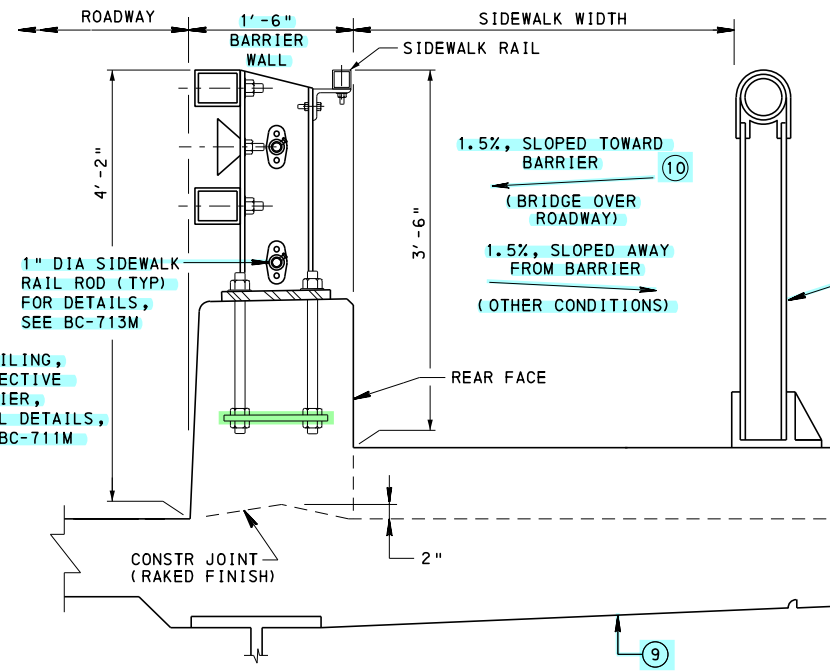 ROADWAY
1'-6"
BARRIER
WALL
SIDEWALK WIDTH
SIDEWALK RAIL
4'-2"
3'-6"
1.5%, SLOPED TOWARD
BARRIER
10
(BRIDGE OVER
ROADWAY)
1.5%, SLOPED AWAY
FROM BARRIER
(OTHER CONDITIONS)
1" DIA SIDEWALK
RAIL ROD (TYP)
FOR DETAILS,
SEE BC-713M
ILING,
ECTIVE
IER,
L DETAILS,
BC-711M
REAR FACE
CONSTR JOINT
(RAKED FINISH)
2"
9